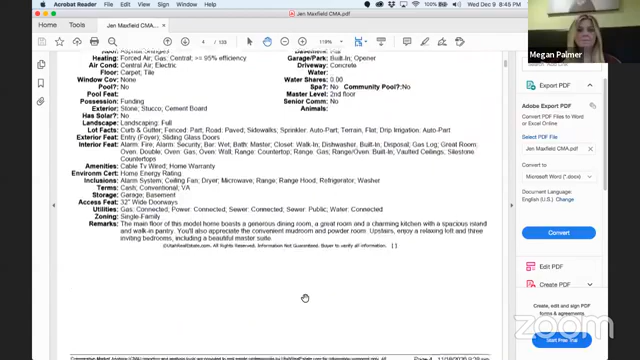 Acrobat Reader File Edit View Sign Window Help 100% Wed Dec 9 8:45 PM
Jen Maxfield CMA.pdf
Home Tools Jen Maxfield CMA... ×
4 / 133
Floor: Asphalt Shingles
Heating: Forced Air; Gas: Central; >= 95% efficiency
Garage/Park: Built-In; Opener
Air Cond: Central Air; Electric
Driveway: Concrete
Floor: Carpet; Tile
Water:
Window Cov: None
Water Shares: 0.00
Pool?: No
Spa?: No Community Pool?:No
Pool Feat:
Master Level: 2nd floor
Possession: Funding
Senior Comm: No
Exterior: Stone; Stucco; Cement Board
Animals:
Has Solar?: No
Landscape: Landscaping: Full
Lot Facts: Curb & Gutter; Fenced: Part; Road: Paved; Sidewalks; Sprinkler: Auto-Part; Terrain, Flat; Drip Irrigation: Auto-Part
Exterior Feat: Entry (Foyer); Sliding Glass Doors
Interior Feat: Alarm: Fire; Alarm: Security; Bar: Wet; Bath: Master; Closet: Walk-In; Dishwasher, Built-In; Disposal; Gas Log; Great Room;
Oven: Double; Oven: Gas; Oven: Wall; Range: Countertop; Range: Gas; Range/Oven: Built-In; Vaulted Ceilings; Silestone
Countertops
Amenities: Cable Tv Wired; Home Warranty
Environmt Cert: Home Energy Rating
Inclusions: Alarm System; Ceiling Fan; Dryer; Microwave; Range; Range Hood; Refrigerator; Washer
Terms: Cash; Conventional; VA
Storage: Garage; Basement
Access Feat: 32" Wide Doorways
Utilities: Gas: Connected; Power: Connected; Sewer: Connected; Sewer: Public; Water: Connected
Zoning: Single-Family
Remarks: The main floor of this model home boasts a generous dining room, a great room and a charming kitchen with a spacious island
and walk-in pantry. You'll also appreciate the convenient mudroom and powder room. Upstairs, enjoy a relaxing loft and three
inviting bedrooms, including a beautiful master suite.
©UtahRealEstate.com. All Rights Reserved. Information Not Guaranteed. Buyer to verify all information. [ ]
Page 4
Megan Palmer
Export PDF
Adobe Export PDF
Convert PDF Files to Word
or Excel Online
Select PDF File
Jen Maxfield CMA.pdf ×
Convert to
Microsoft Word (*.docx)
Document Language:
English (U.S.) Change
Convert
Edit PDF
Create PDF
Create, edit and sign PDF
forms & agreements
Start Free Trial
zoom